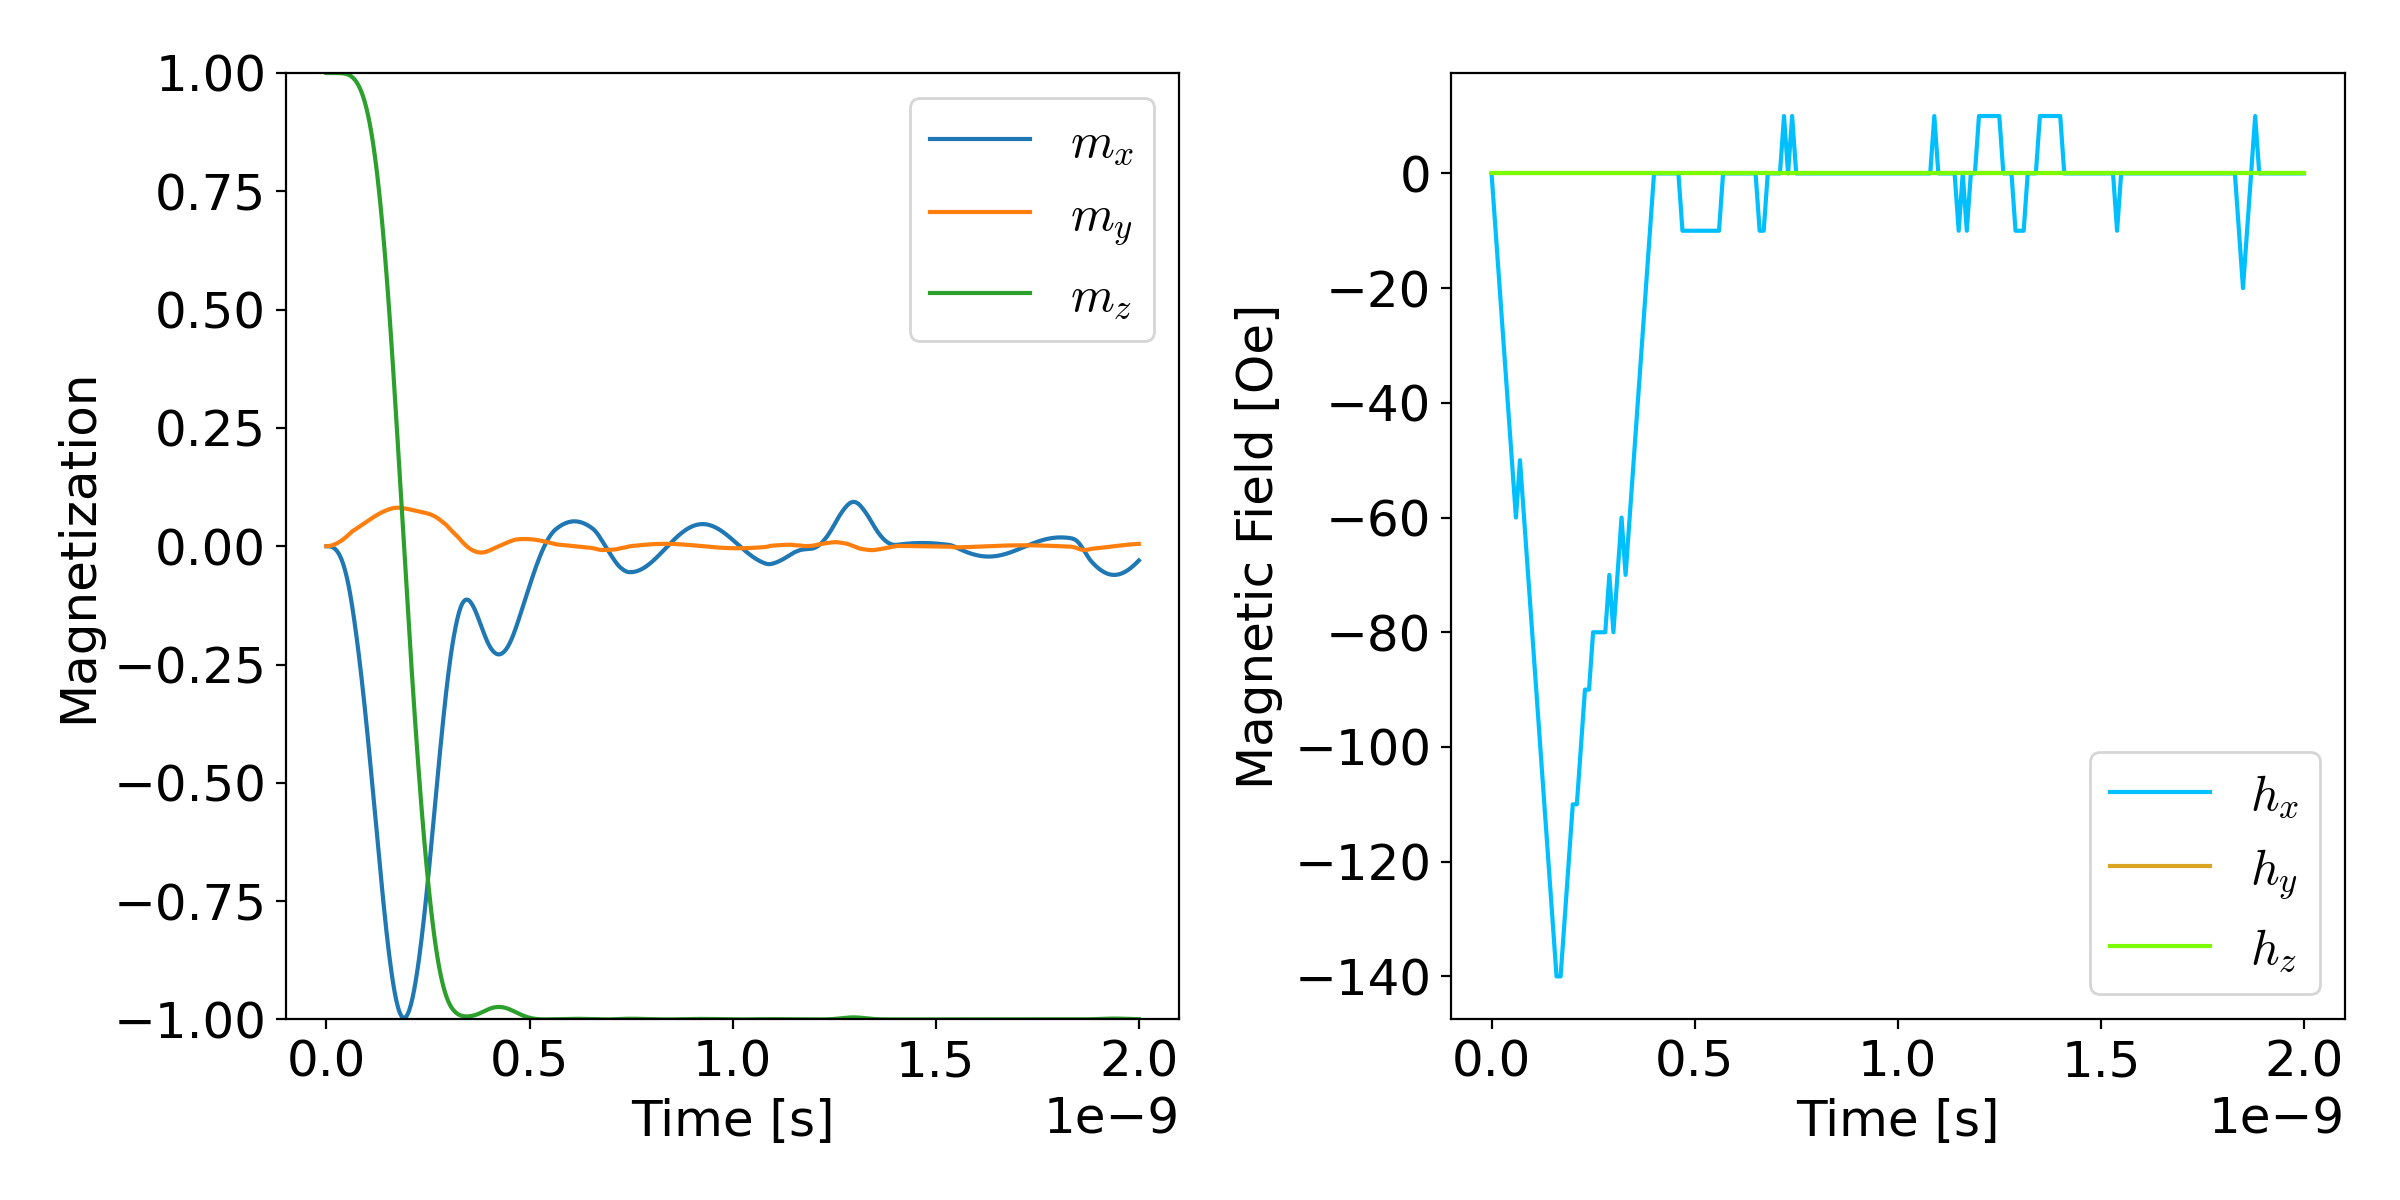 Magnetization
1.00
0.75
0.50
0.25
0.00
−0.25
−0.50
−0.75
−1.00
0.0 0.5 1.0 1.5 2.0
Time [s]
1e−9
m_x
m_y
m_z
Magnetic Field [Oe]
0
−20
−40
−60
−80
−100
−120
−140
0.0 0.5 1.0 1.5 2.0
Time [s]
1e−9
h_x
h_y
h_z